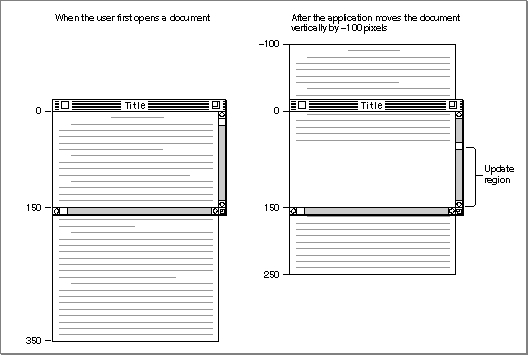 When the user first opens a document
After the application moves the document
vertically by –100 pixels
–100
0
Title
0
Title
150
150
Update
region
250
350